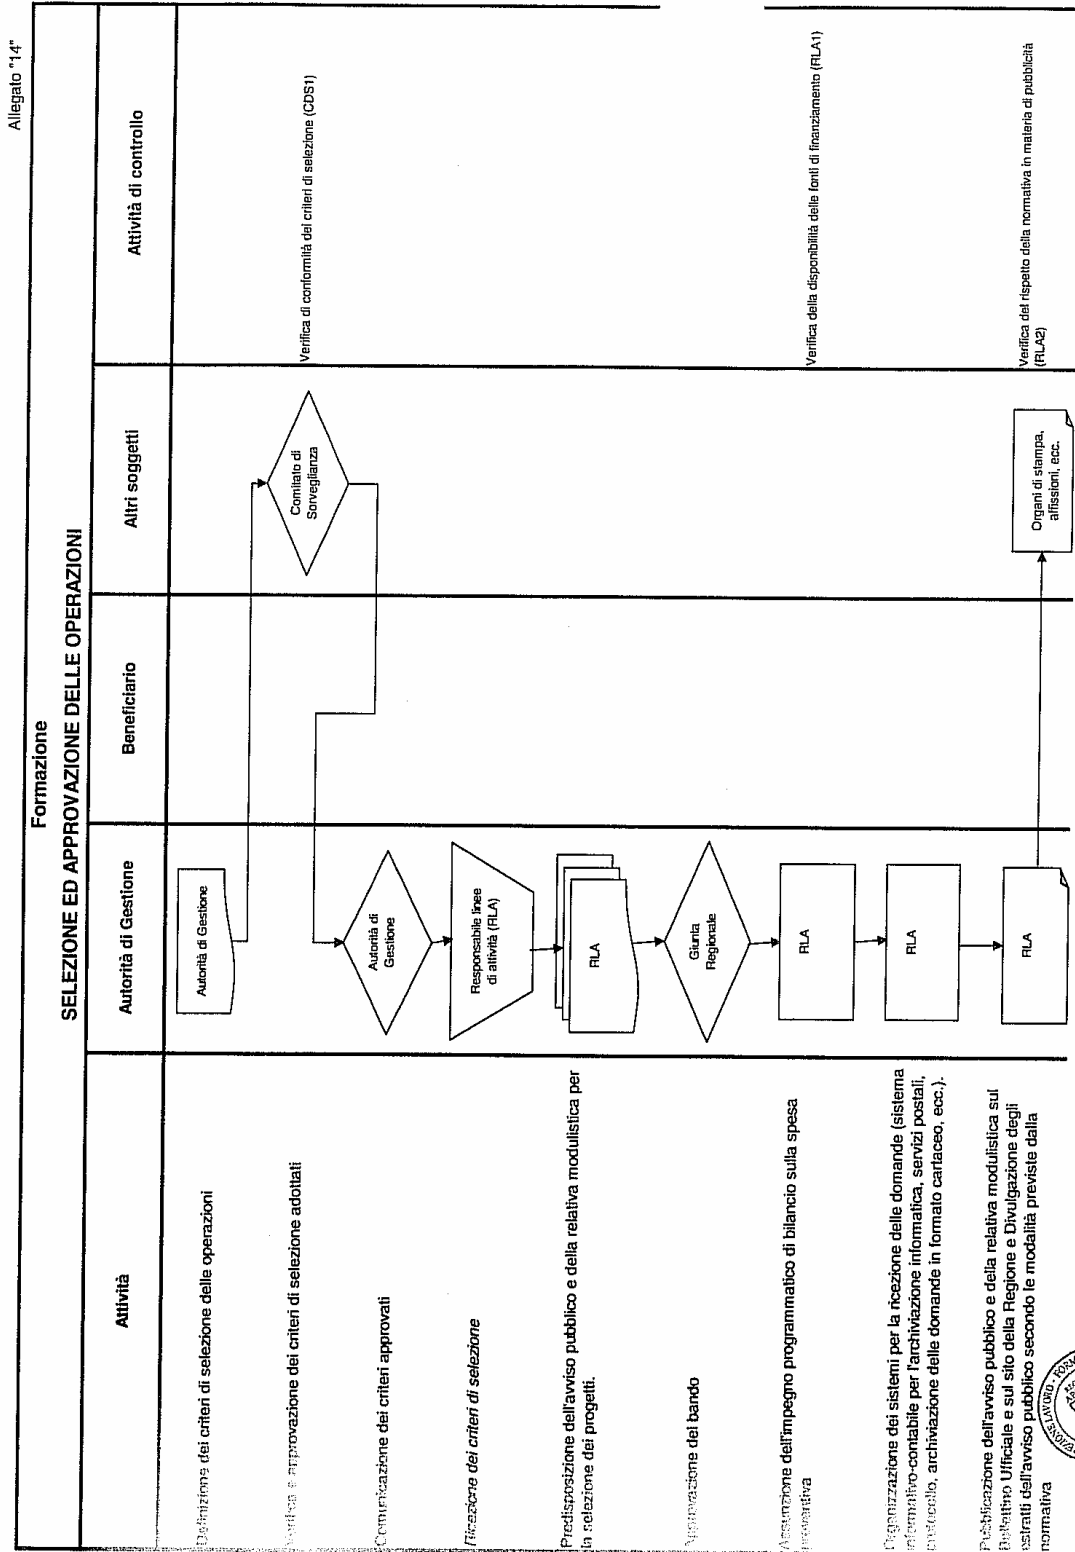 Allegato "14"
Formazione
SELEZIONE ED APPROVAZIONE DELLE OPERAZIONI
Attività
Autorità di Gestione
Beneficiario
Altri soggetti
Attività di controllo
Definizione dei criteri di selezione delle operazioni
Autorità di Gestione
Verifica e approvazione dei criteri di selezione adottati
Comitato di
Sorveglianza
Verifica di conformità dei criteri di selezione (CDS1)
Comunicazione dei criteri approvati
Autorità di
Gestione
Ricezione dei criteri di selezione
Responsabile linee
di attività (RLA)
Predisposizione dell'avviso pubblico e della relativa modulistica per
la selezione dei progetti.
RLA
Approvazione del bando
Giunta
Regionale
Assunzione dell'impegno programmatico di bilancio sulla spesa
preventiva
RLA
Verifica della disponibilità delle fonti di finanziamento (RLA1)
Organizzazione dei sistemi per la ricezione delle domande (sistema
informativo-contabile per l'archiviazione informatica, servizi postali,
protocollo, archiviazione delle domande in formato cartaceo, ecc.).
RLA
Pubblicazione dell'avviso pubblico e della relativa modulistica sul
Bollettino Ufficiale e sul sito della Regione e Divulgazione degli
estratti dell'avviso pubblico secondo le modalità previste dalla
normativa
RLA
Organi di stampa,
affissioni, ecc.
Verifica del rispetto della normativa in materia di pubblicità
(RLA2)
LAVORO